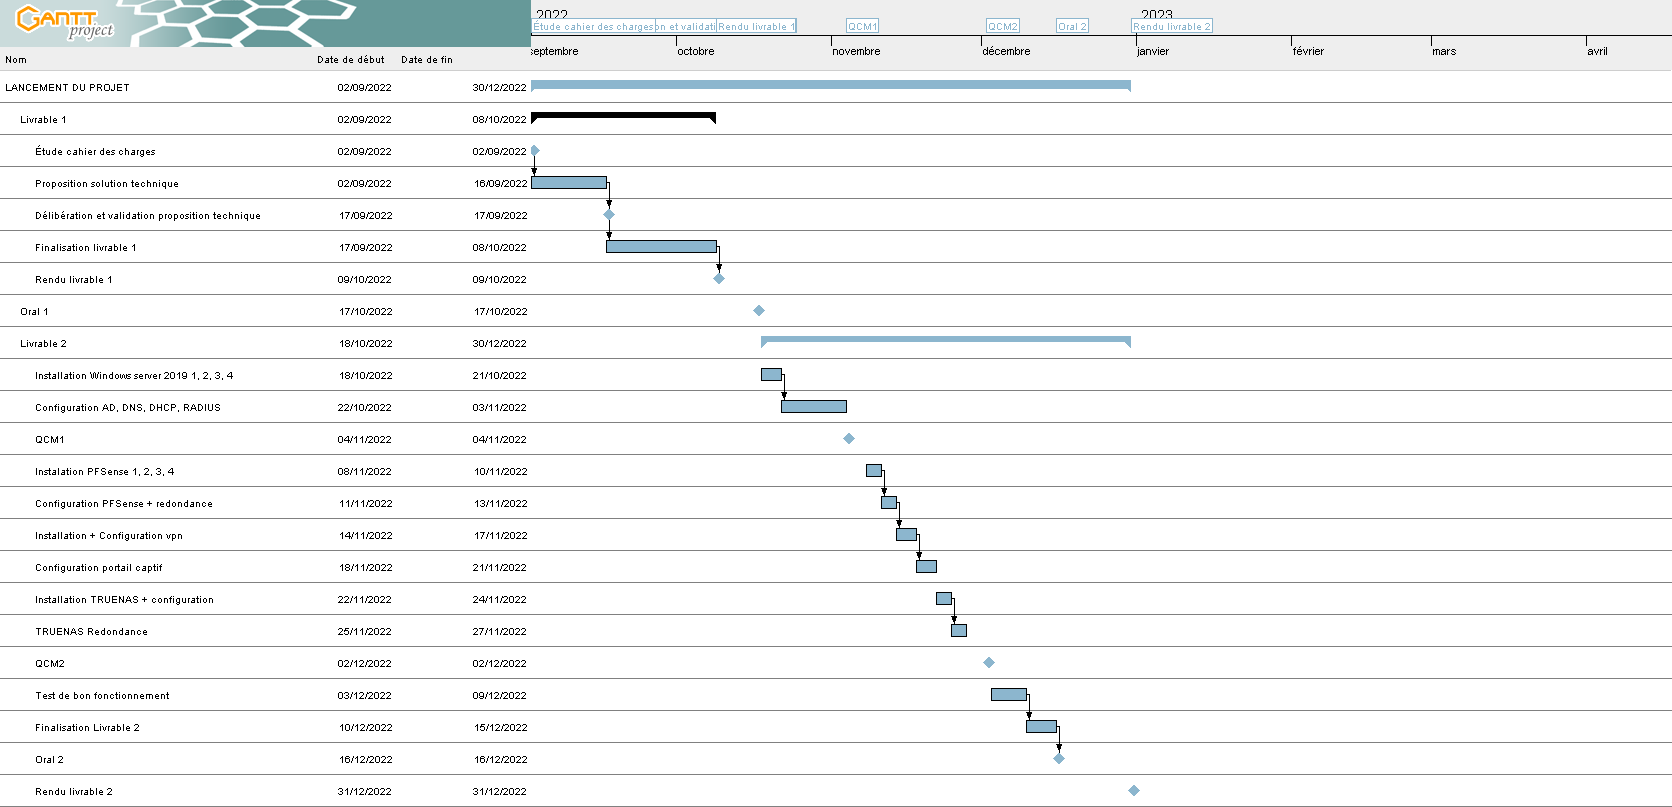 GANTT
project
2022
2023
Étude cahier des charges
on et validati
Rendu livrable 1
QCM1
QCM2
Oral 2
Rendu livrable 2
septembre octobre novembre décembre janvier février mars avril
Nom Date de début Date de fin
LANCEMENT DU PROJET 02/09/2022 30/12/2022
Livrable 1 02/09/2022 08/10/2022
Étude cahier des charges 02/09/2022 02/09/2022
Proposition solution technique 02/09/2022 16/09/2022
Délibération et validation proposition technique 17/09/2022 17/09/2022
Finalisation livrable 1 17/09/2022 08/10/2022
Rendu livrable 1 09/10/2022 09/10/2022
Oral 1 17/10/2022 17/10/2022
Livrable 2 18/10/2022 30/12/2022
Installation Windows server 2019 1, 2, 3, 4 18/10/2022 21/10/2022
Configuration AD, DNS, DHCP, RADIUS 22/10/2022 03/11/2022
QCM1 04/11/2022 04/11/2022
Instalation PFSense 1, 2, 3, 4 08/11/2022 10/11/2022
Configuration PFSense + redondance 11/11/2022 13/11/2022
Installation + Configuration vpn 14/11/2022 17/11/2022
Configuration portail captif 18/11/2022 21/11/2022
Installation TRUENAS + configuration 22/11/2022 24/11/2022
TRUENAS Redondance 25/11/2022 27/11/2022
QCM2 02/12/2022 02/12/2022
Test de bon fonctionnement 03/12/2022 09/12/2022
Finalisation Livrable 2 10/12/2022 15/12/2022
Oral 2 16/12/2022 16/12/2022
Rendu livrable 2 31/12/2022 31/12/2022